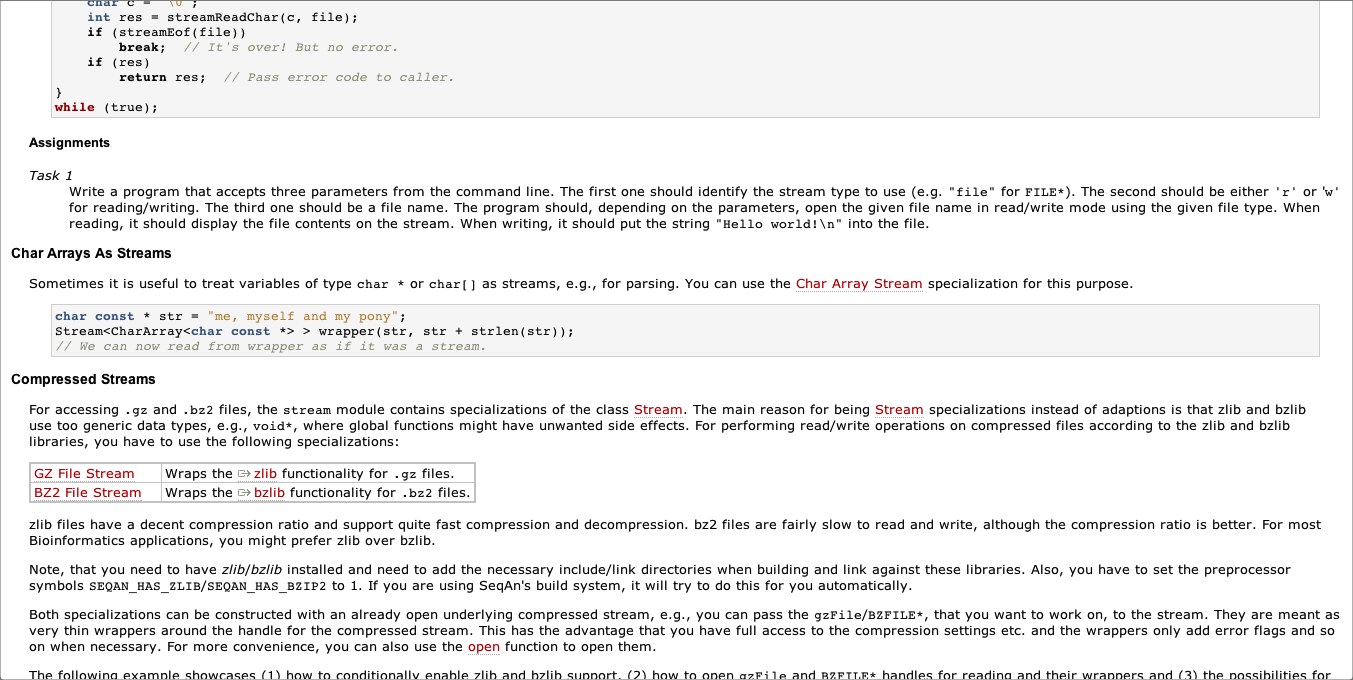 char c = '\0';
int res = streamReadChar(c, file);
if (streamEof(file))
break;  // It's over! But no error.
if (res)
return res;  // Pass error code to caller.
}
while (true);
Assignments
Task 1
Write a program that accepts three parameters from the command line. The first one should identify the stream type to use (e.g. "file" for FILE*). The second should be either 'r' or 'w'
for reading/writing. The third one should be a file name. The program should, depending on the parameters, open the given file name in read/write mode using the given file type. When
reading, it should display the file contents on the stream. When writing, it should put the string "Hello world!\n" into the file.
Char Arrays As Streams
Sometimes it is useful to treat variables of type char * or char[] as streams, e.g., for parsing. You can use the Char Array Stream specialization for this purpose.
char const * str = "me, myself and my pony";
Stream<CharArray<char const *> > wrapper(str, str + strlen(str));
// We can now read from wrapper as if it was a stream.
Compressed Streams
For accessing .gz and .bz2 files, the stream module contains specializations of the class Stream. The main reason for being Stream specializations instead of adaptions is that zlib and bzlib
use too generic data types, e.g., void*, where global functions might have unwanted side effects. For performing read/write operations on compressed files according to the zlib and bzlib
libraries, you have to use the following specializations:
GZ File Stream Wraps the zlib functionality for .gz files.
BZ2 File Stream Wraps the bzlib functionality for .bz2 files.
zlib files have a decent compression ratio and support quite fast compression and decompression. bz2 files are fairly slow to read and write, although the compression ratio is better. For most
Bioinformatics applications, you might prefer zlib over bzlib.
Note, that you need to have zlib/bzlib installed and need to add the necessary include/link directories when building and link against these libraries. Also, you have to set the preprocessor
symbols SEQAN_HAS_ZLIB/SEQAN_HAS_BZIP2 to 1. If you are using SeqAn's build system, it will try to do this for you automatically.
Both specializations can be constructed with an already open underlying compressed stream, e.g., you can pass the gzFile/BZFILE*, that you want to work on, to the stream. They are meant as
very thin wrappers around the handle for the compressed stream. This has the advantage that you have full access to the compression settings etc. and the wrappers only add error flags and so
on when necessary. For more convenience, you can also use the open function to open them.
The following example showcases (1) how to conditionally enable zlib and bzlib support, (2) how to open gzFile and BZFILE* handles for reading and their wrappers and (3) the possibilities for